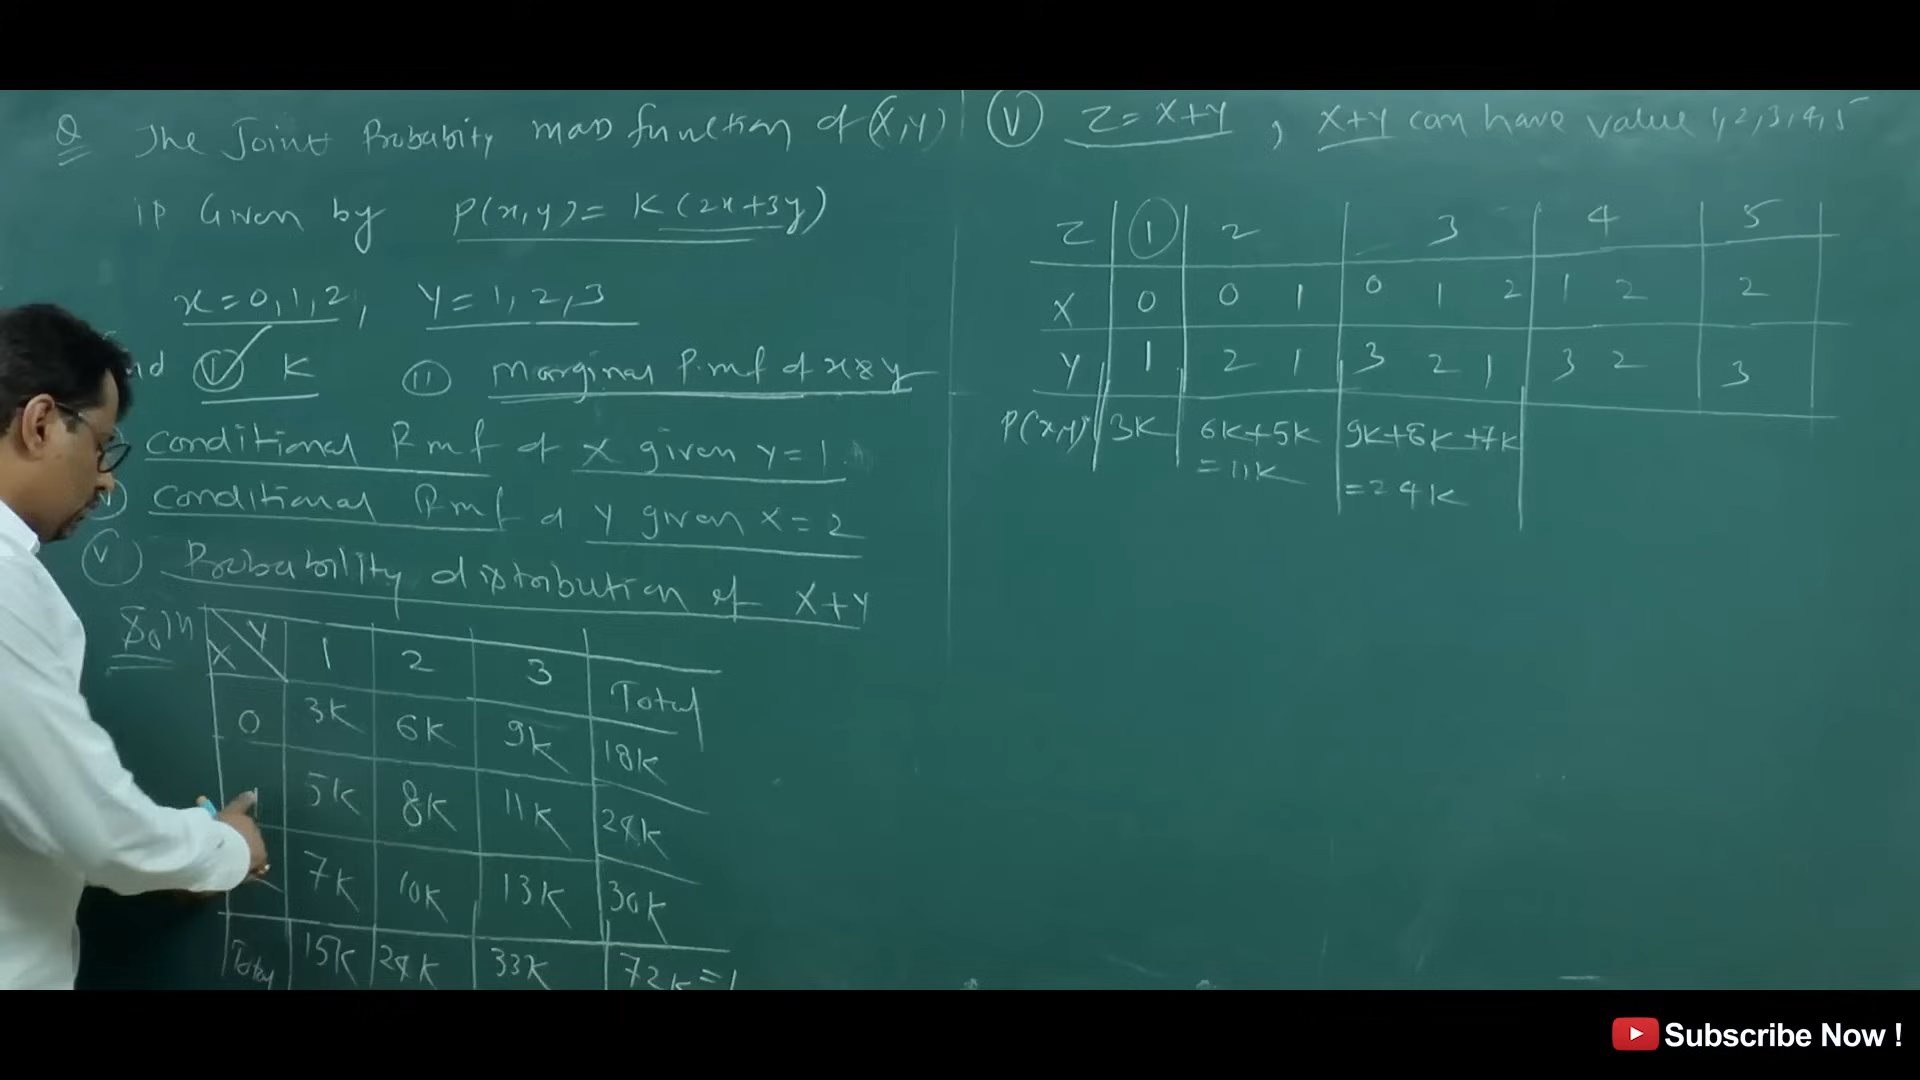 Q The Joint Probability mass function of (X,Y)
is Given by P(x,y) = K(2x+3y)
x=0,1,2, Y=1,2,3
nd (i) K (ii) marginal P.mf of x & y
conditional P m f of X given Y=1.
conditional P m f of Y given X=2
(v) Probability distribution of X+Y
Soln
X Y 1 2 3 Total
0 3K 6K 9K 18K
1 5K 8K 11K 24K
7K 10K 13K 30K
Total 15K 24K 33K 72K=1
(V) Z=X+Y, X+Y can have value 1,2,3,4,5
Z 1 2 3 4 5
X 0 0 1 0 1 2 1 2 2
Y 1 2 1 3 2 1 3 2 3
P(X,Y) 3K 6K+5K 9K+8K+7K
=11K =24K
Subscribe Now !